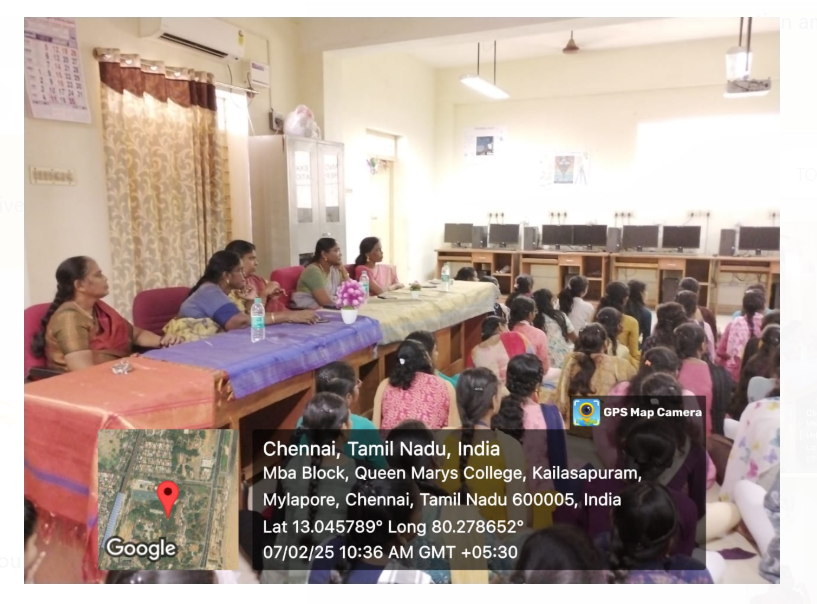 GPS Map Camera
Chennai, Tamil Nadu, India
Mba Block, Queen Marys College, Kailasapuram,
Mylapore, Chennai, Tamil Nadu 600005, India
Lat 13.045789° Long 80.278652°
07/02/25 10:36 AM GMT +05:30
Google